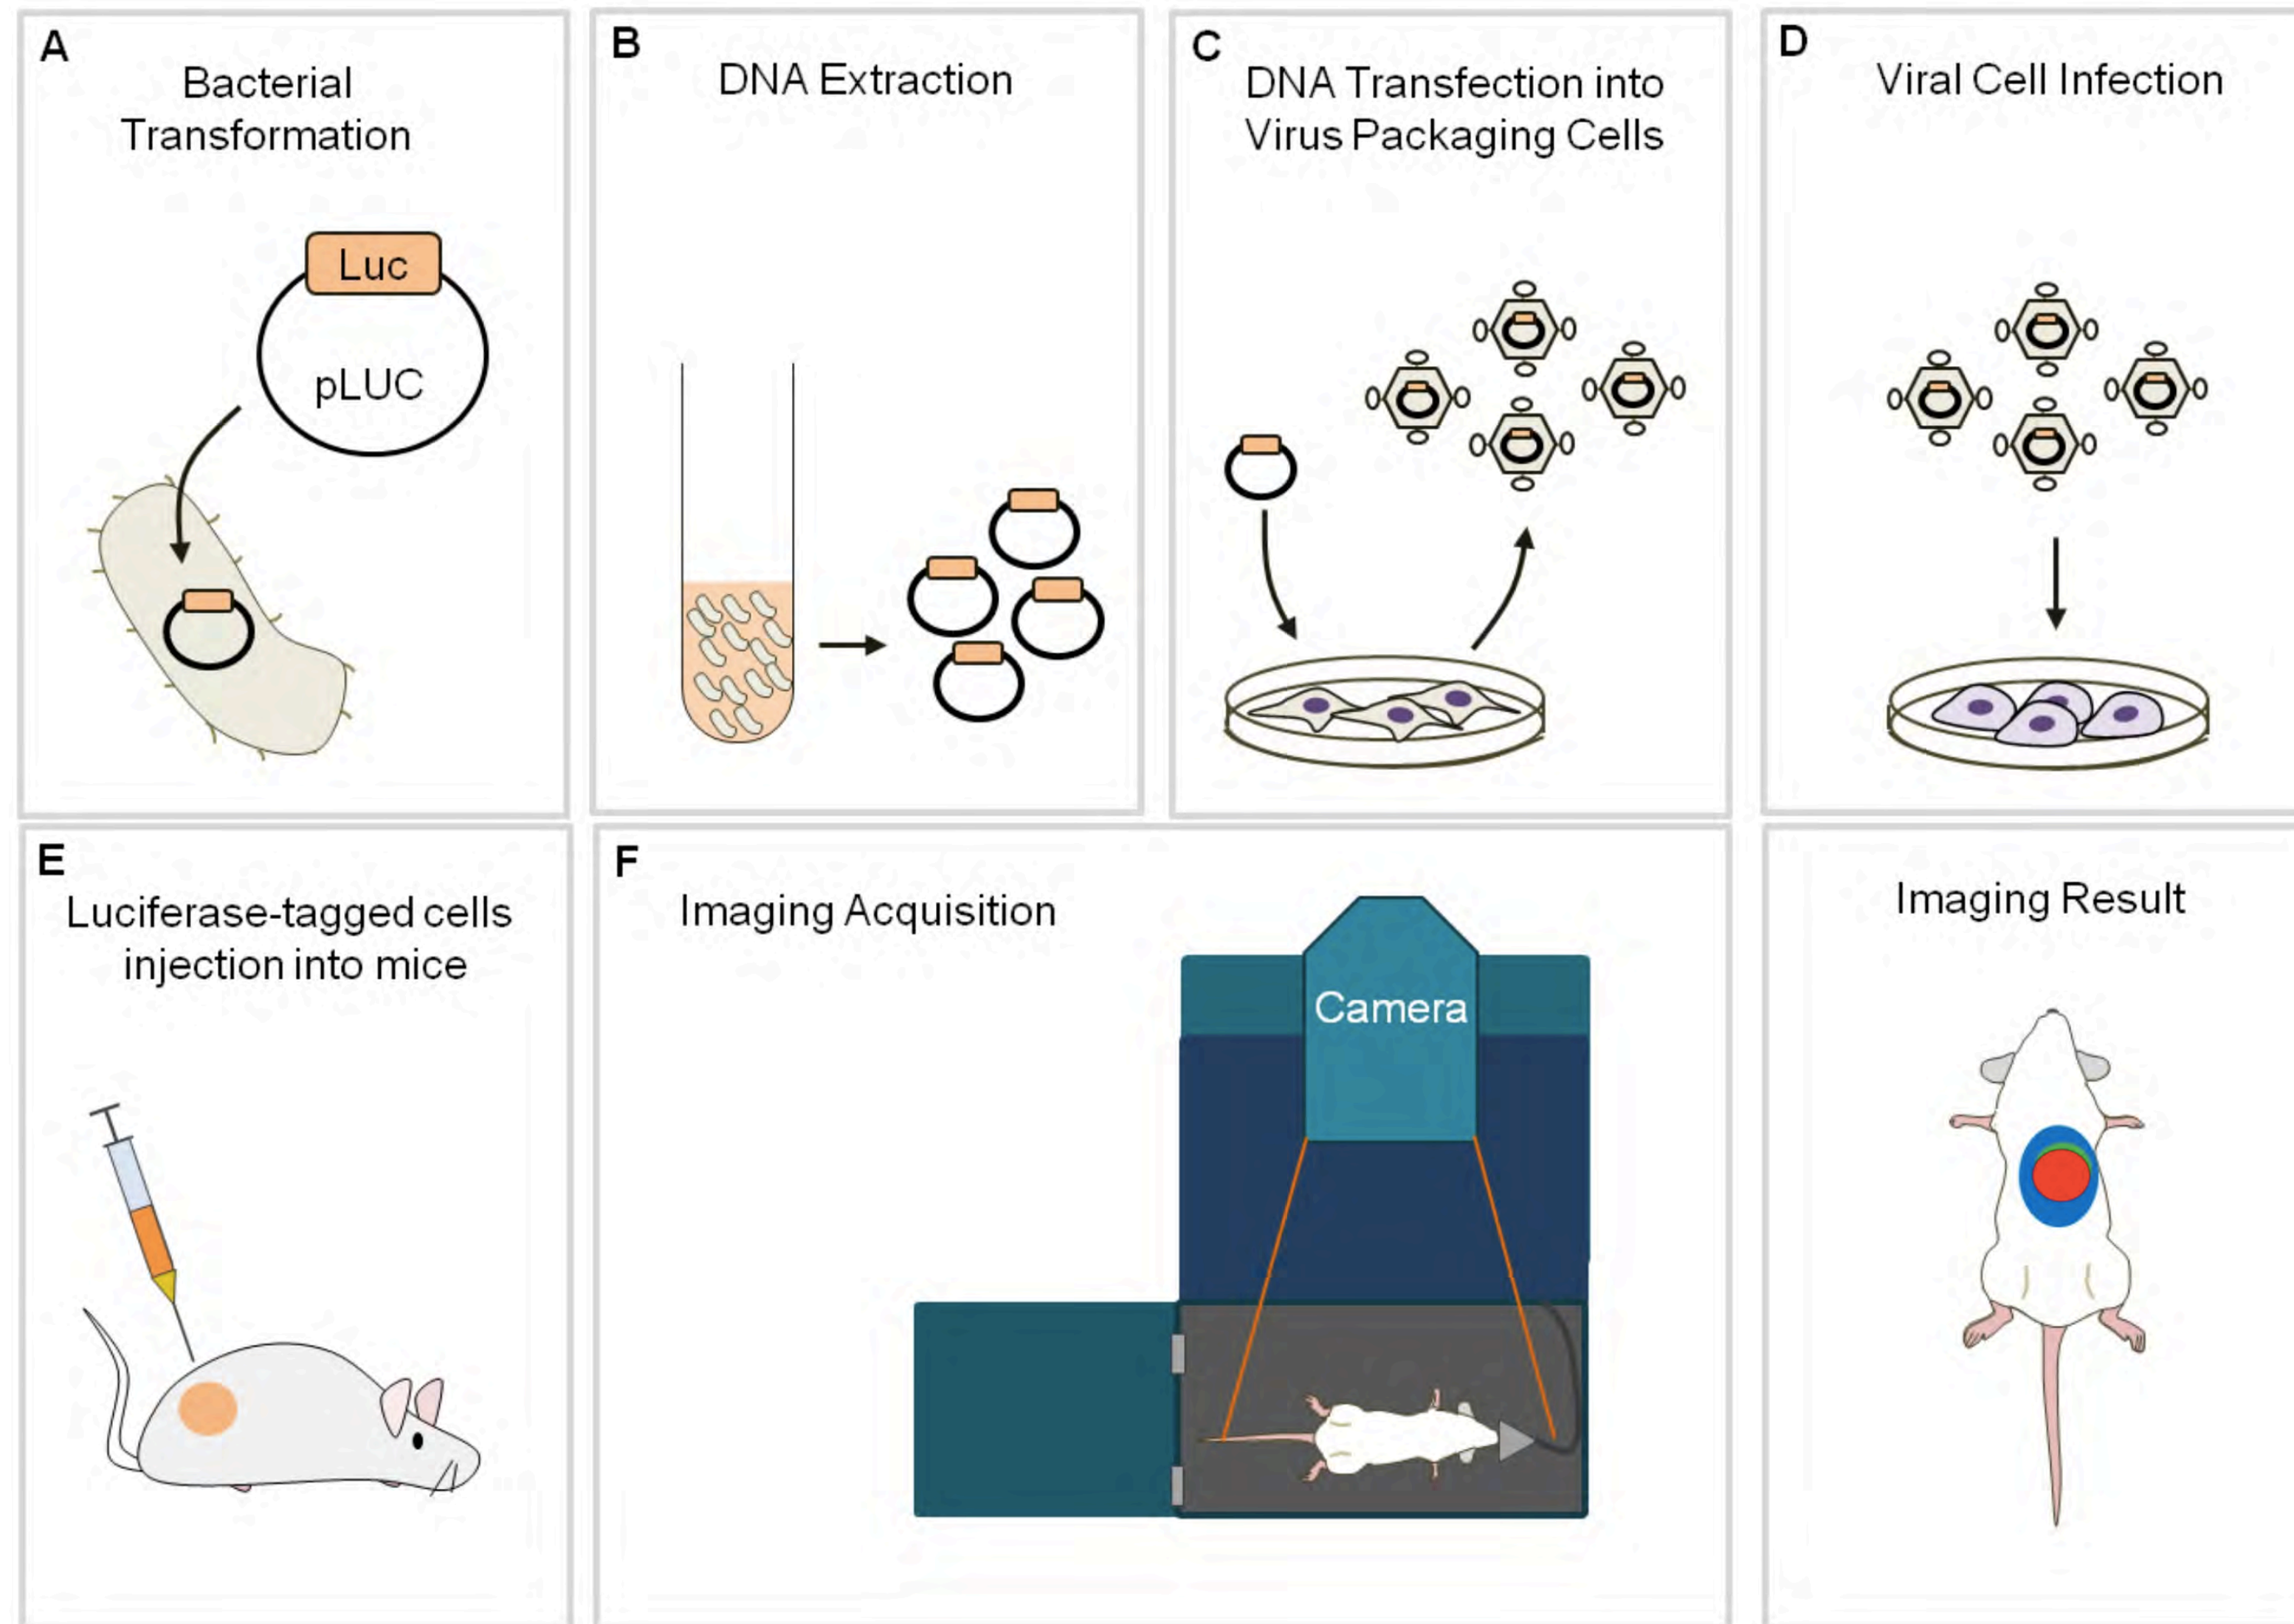 A
Bacterial
Transformation
Luc
pLUC
B
DNA Extraction
C
DNA Transfection into
Virus Packaging Cells
D
Viral Cell Infection
E
Luciferase-tagged cells
injection into mice
F
Imaging Acquisition
Camera
Imaging Result